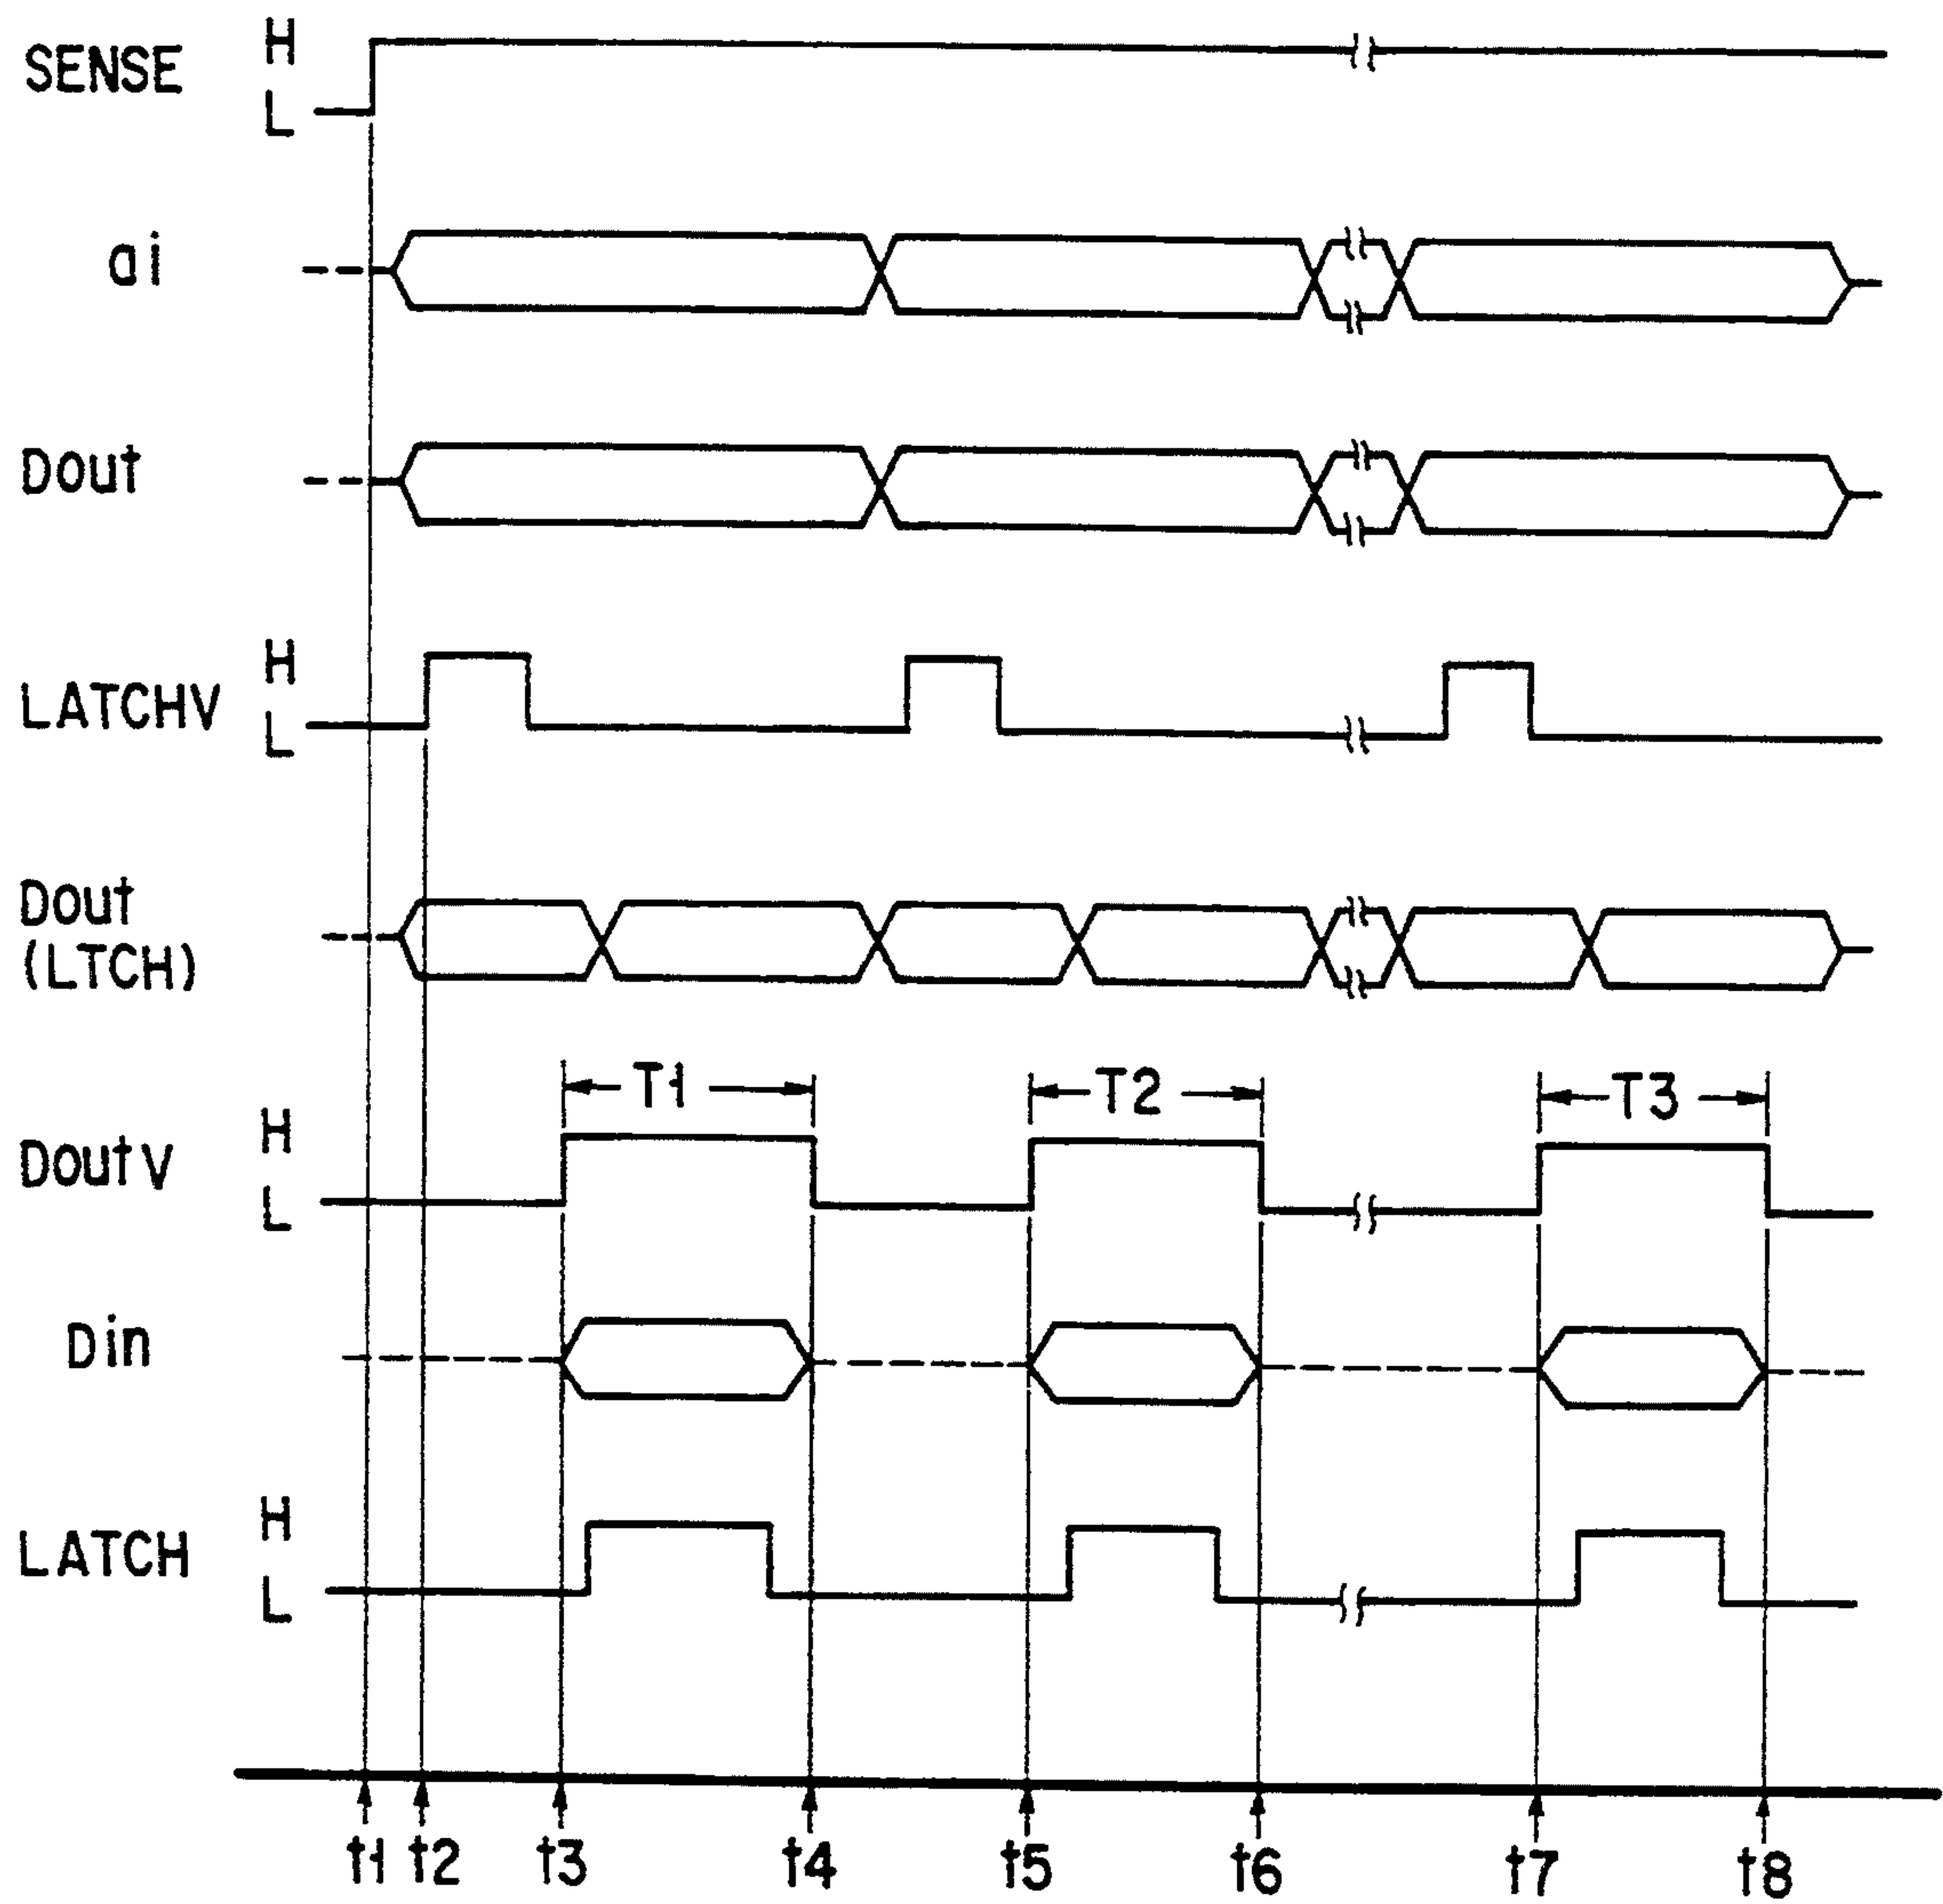 SENSE H
L
ai
Dout
LATCHV H
L
Dout
(LTCH)
T1 T2 T3
DoutV H
L
Din
LATCH H
L
t1 t2 t3 t4 t5 t6 t7 t8